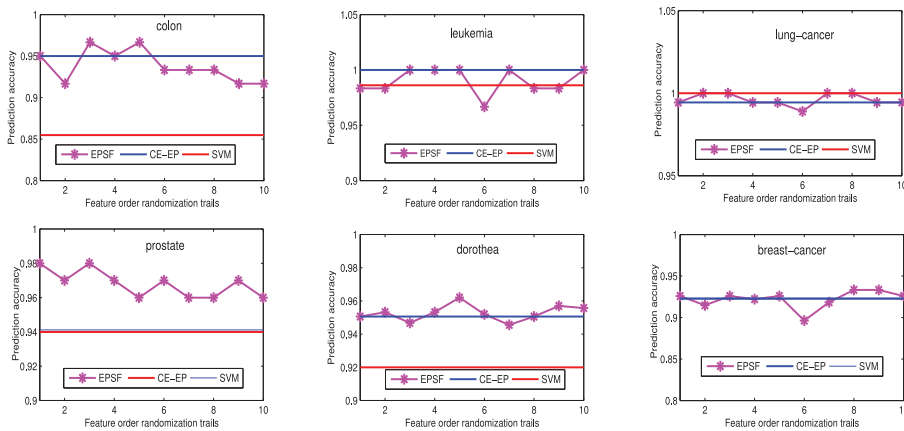 colon
Prediction accuracy
1
0.95
0.9
0.85
0.8
EPSF CE-EP SVM
2 4 6 8 10
Feature order randomization trails
leukemia
Prediction accuracy
1.05
1
0.95
0.9
EPSF CE-EP SVM
2 4 6 8 10
Feature order randomization trails
lung-cancer
Prediction accuracy
1.05
1
0.95
EPSF CE-EP SVM
2 4 6 8 10
Feature order randomization trails
prostate
Prediction accuracy
1
0.98
0.96
0.94
0.92
0.9
EPSF CE-EP SVM
2 4 6 8 10
Feature order randomization trails
dorothea
Prediction accuracy
1
0.98
0.96
0.94
0.92
0.9
EPSF CE-EP SVM
2 4 6 8 10
Feature order randomization trails
breast-cancer
Prediction accuracy
1
0.95
0.9
0.85
0.8
EPSF CE-EP SVM
2 4 6 8
Feature order randomization trails